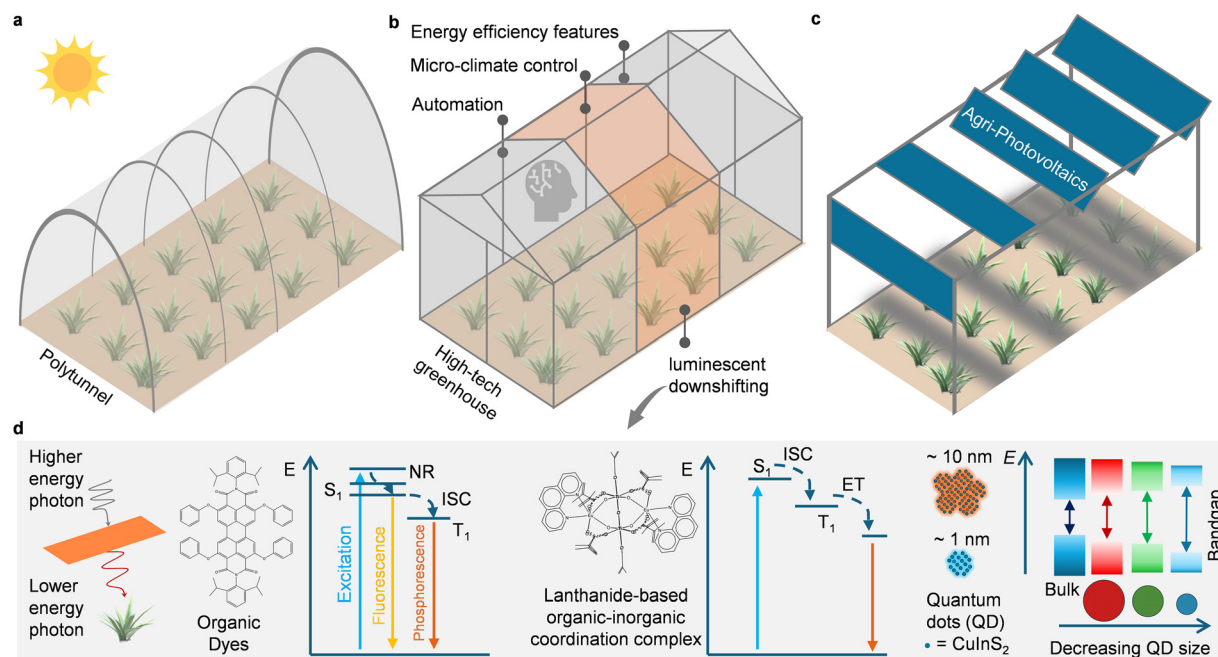 a
b
c
Energy efficiency features
Micro-climate control
Automation
Agri-Photovoltaics
Polytunnel
High-tech
greenhouse
luminescent
downshifting
d
Higher
energy
photon
Lower
energy
photon
Organic
Dyes
E
NR
S₁
ISC
T₁
Excitation
Fluorescence
Phosphorescence
Lanthanide-based
organic-inorganic
coordination complex
E
ISC
S₁
ET
T₁
~ 10 nm
~ 1 nm
Quantum
dots (QD)
= CuInS₂
E
Bandgap
Bulk
Decreasing QD size